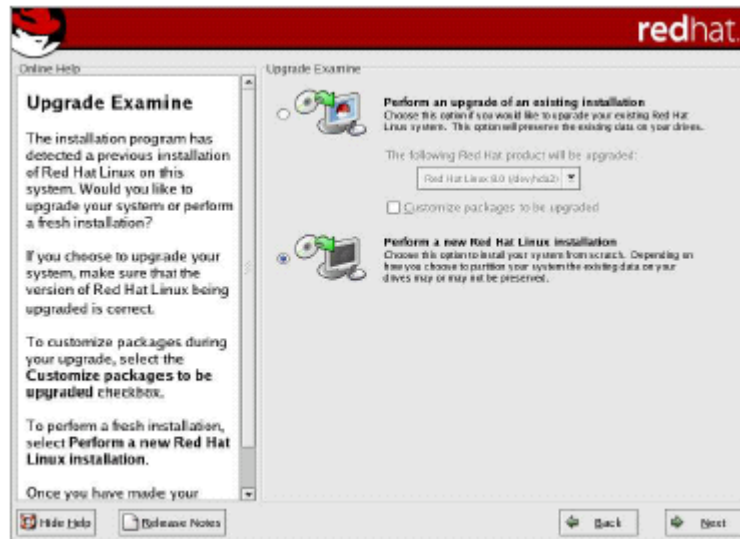 redhat.
Online Help
Upgrade Examine
The installation program has
detected a previous installation
of Red Hat Linux on this
system. Would you like to
upgrade your system or perform
a fresh installation?
If you choose to upgrade your
system, make sure that the
version of Red Hat Linux being
upgraded is correct.
To customize packages during
your upgrade, select the
Customize packages to be
upgraded checkbox.
To perform a fresh installation,
select Perform a new Red Hat
Linux installation.
Once you have made your
Upgrade Examine
Perform an upgrade of an existing installation
Choose this option if you would like to upgrade your existing Red Hat
Linux system. This option will preserve the existing data on your drives.
The following Red Hat product will be upgraded:
Red Hat Linux 8.0 (/dev/hda2)
Customize packages to be upgraded
Perform a new Red Hat Linux installation
Choose this option to install your system from scratch. Depending on
how you choose to partition your system the existing data on your
drives may or may not be preserved.
Hide Help
Release Notes
Back
Next